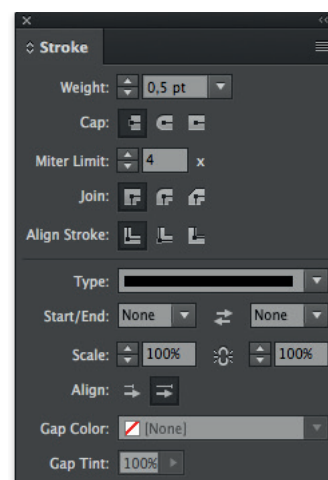 Stroke
Weight: 0,5 pt
Cap:
Miter Limit: 4 x
Join:
Align Stroke:
Type:
Start/End: None None
Scale: 100% 100%
Align:
Gap Color: [None]
Gap Tint: 100%